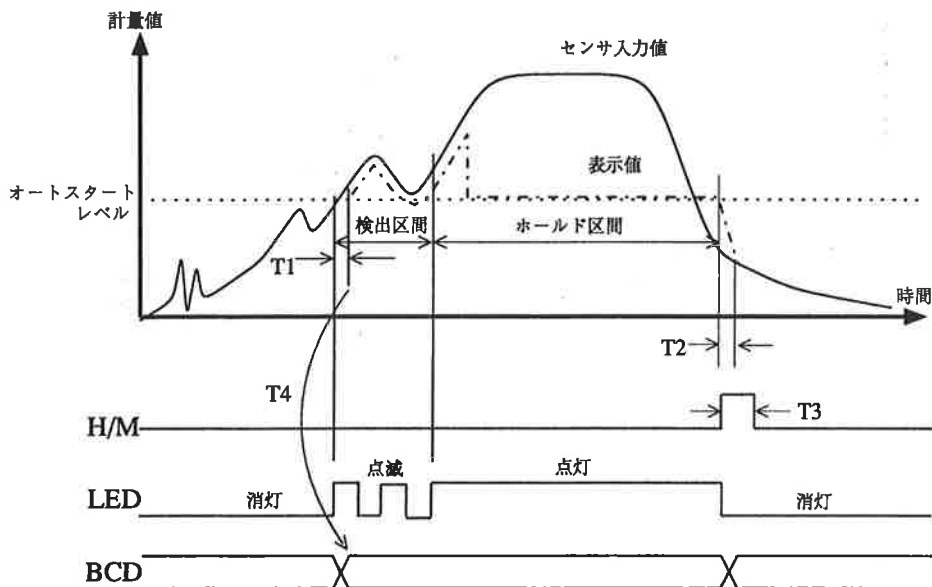 計量値
センサ入力値
表示値
オートスタート
レベル
検出区間
ホールド区間
T1
時間
T2
T4
T3
H/M
点滅
点灯
LED
消灯
消灯
BCD